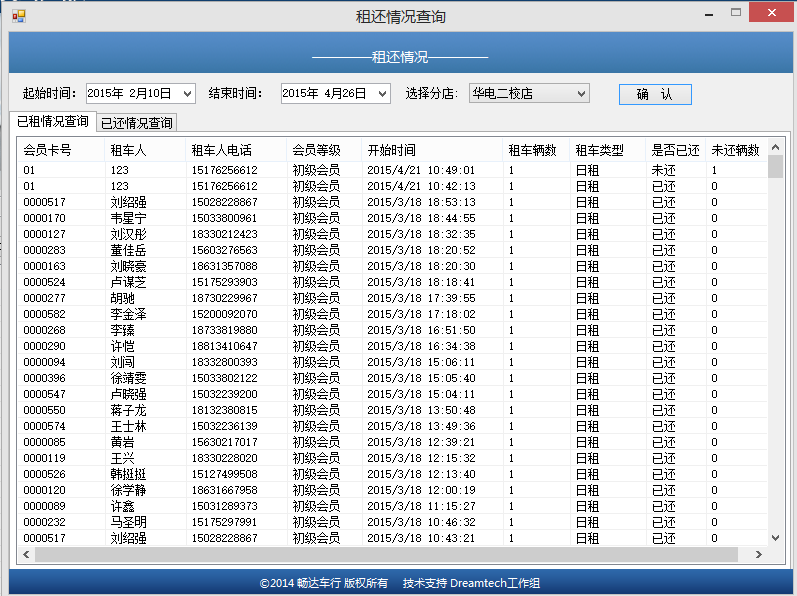 租还情况查询
租还情况
起始时间： 2015年 2月10日 结束时间： 2015年 4月26日 选择分店: 华电二校店 确 认
已租情况查询 已还情况查询
会员卡号 租车人 租车人电话 会员等级 开始时间 租车辆数 租车类型 是否已还 未还辆数
01 123 15176256612 初级会员 2015/4/21 10:49:01 1 日租 未还 1
01 123 15176256612 初级会员 2015/4/21 10:42:13 1 日租 已还 0
0000517 刘绍强 15028228867 初级会员 2015/3/18 18:53:13 1 日租 已还 0
0000170 韦星宁 15033800961 初级会员 2015/3/18 18:44:55 1 日租 已还 0
0000127 刘汉彤 18330212423 初级会员 2015/3/18 18:32:35 1 日租 已还 0
0000283 董佳岳 15603276563 初级会员 2015/3/18 18:20:52 1 日租 已还 0
0000163 刘晓豪 18631357088 初级会员 2015/3/18 18:20:30 1 日租 已还 0
0000524 卢谋芝 15175293903 初级会员 2015/3/18 18:18:41 1 日租 已还 0
0000277 胡驰 18730229967 初级会员 2015/3/18 17:39:55 1 日租 已还 0
0000582 李金泽 15200092070 初级会员 2015/3/18 17:18:02 1 日租 已还 0
0000268 李臻 18733819880 初级会员 2015/3/18 16:51:50 1 日租 已还 0
0000290 许恺 18813410647 初级会员 2015/3/18 16:34:38 1 日租 已还 0
0000094 刘闯 18332800393 初级会员 2015/3/18 15:06:11 1 日租 已还 0
0000396 徐靖雯 15033802122 初级会员 2015/3/18 15:05:40 1 日租 已还 0
0000547 卢晓强 15032239200 初级会员 2015/3/18 15:04:11 1 日租 已还 0
0000550 蒋子龙 18132380815 初级会员 2015/3/18 13:50:48 1 日租 已还 0
0000574 王士林 15032236139 初级会员 2015/3/18 13:49:36 1 日租 已还 0
0000085 黄岩 15630217017 初级会员 2015/3/18 12:39:21 1 日租 已还 0
0000119 王兴 18330228020 初级会员 2015/3/18 12:15:32 1 日租 已还 0
0000526 韩挺挺 15127499508 初级会员 2015/3/18 12:13:40 1 日租 已还 0
0000120 徐学静 18631667958 初级会员 2015/3/18 12:00:19 1 日租 已还 0
0000089 许鑫 15031289373 初级会员 2015/3/18 11:15:27 1 日租 已还 0
0000232 马圣明 15175297991 初级会员 2015/3/18 10:46:32 1 日租 已还 0
0000517 刘绍强 15028228867 初级会员 2015/3/18 10:43:21 1 日租 已还 0
©2014 畅达车行 版权所有 技术支持 Dreamtech工作组